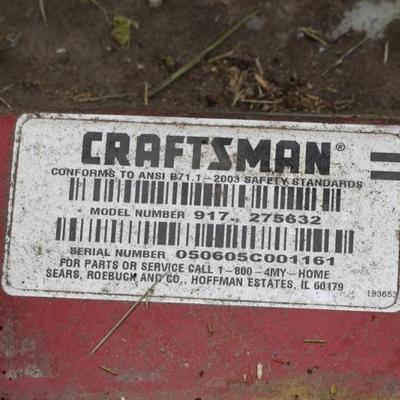 CRAFTSMAN®
CONFORMS TO ANSI B71.1-2003 SAFETY STANDARDS
MODEL NUMBER 917. 275632
SERIAL NUMBER 050605C001161
FOR PARTS OR SERVICE CALL 1-800-4MY-HOME
SEARS, ROEBUCK AND CO., HOFFMAN ESTATES, IL 60179
193653